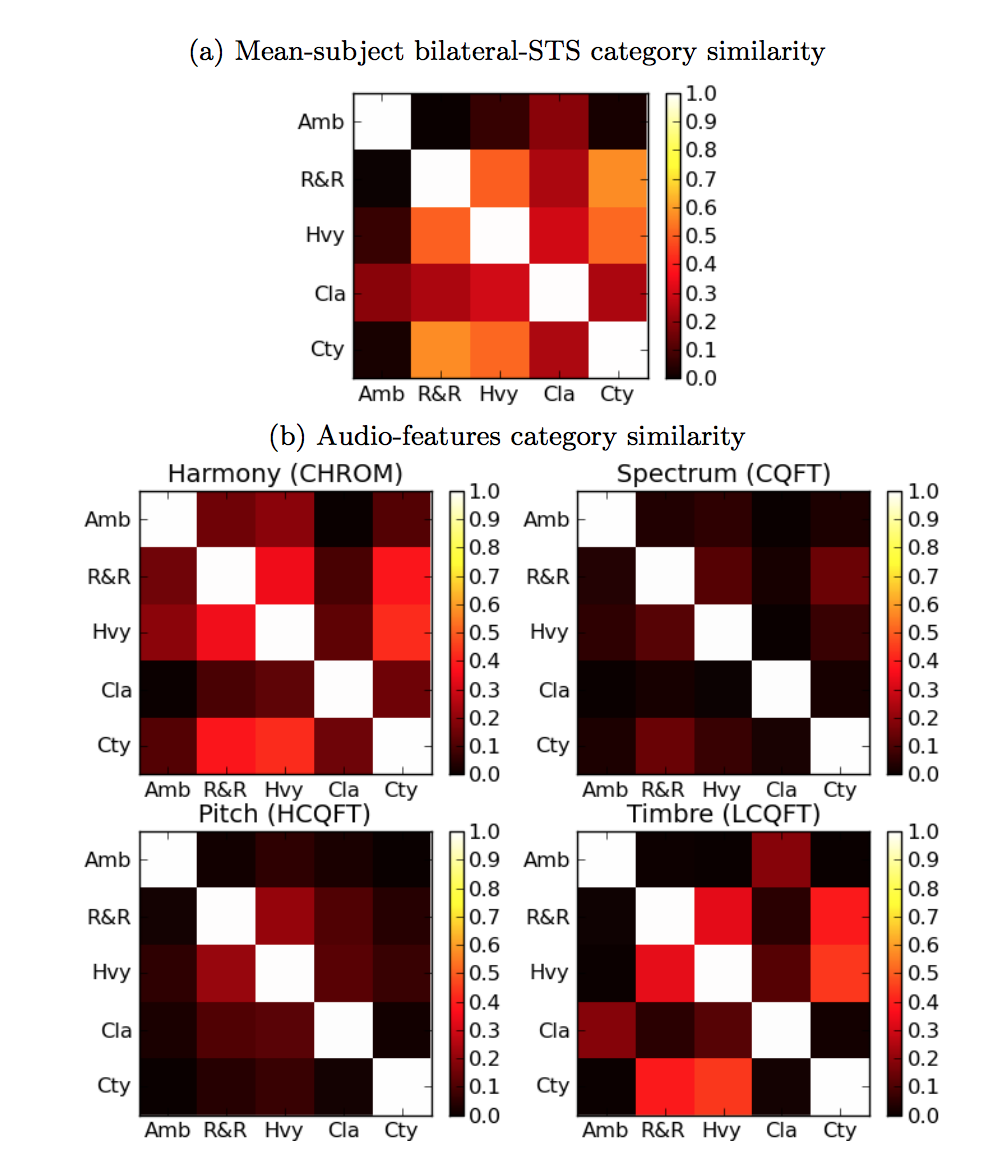 (a) Mean-subject bilateral-STS category similarity
Amb
R&R
Hvy
Cla
Cty
Amb R&R Hvy Cla Cty
1.0
0.9
0.8
0.7
0.6
0.5
0.4
0.3
0.2
0.1
0.0
(b) Audio-features category similarity
Harmony (CHROM)
Amb
R&R
Hvy
Cla
Cty
Amb R&R Hvy Cla Cty
1.0
0.9
0.8
0.7
0.6
0.5
0.4
0.3
0.2
0.1
0.0
Spectrum (CQFT)
Amb
R&R
Hvy
Cla
Cty
Amb R&R Hvy Cla Cty
1.0
0.9
0.8
0.7
0.6
0.5
0.4
0.3
0.2
0.1
0.0
Pitch (HCQFT)
Amb
R&R
Hvy
Cla
Cty
Amb R&R Hvy Cla Cty
1.0
0.9
0.8
0.7
0.6
0.5
0.4
0.3
0.2
0.1
0.0
Timbre (LCQFT)
Amb
R&R
Hvy
Cla
Cty
Amb R&R Hvy Cla Cty
1.0
0.9
0.8
0.7
0.6
0.5
0.4
0.3
0.2
0.1
0.0